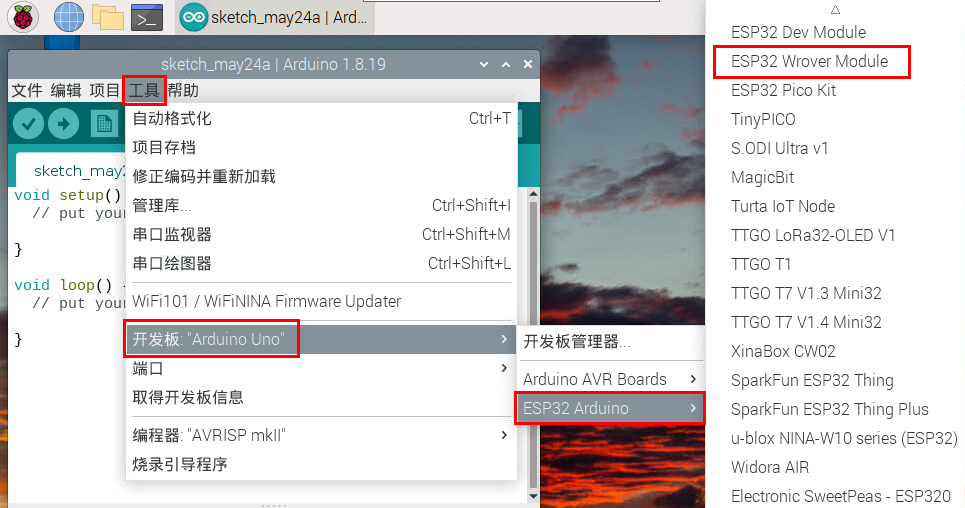 sketch_may24a | Ard...
sketch_may24a | Arduino 1.8.19
文件 编辑 项目 工具 帮助
sketch_may2
void setup()
// put your
}
void loop() {
// put your
}
自动格式化 Ctrl+T
项目存档
修正编码并重新加载
管理库... Ctrl+Shift+I
串口监视器 Ctrl+Shift+M
串口绘图器 Ctrl+Shift+L
WiFi101 / WiFiNINA Firmware Updater
开发板: "Arduino Uno"
端口
取得开发板信息
编程器: "AVRISP mkII"
烧录引导程序
开发板管理器...
Arduino AVR Boards
ESP32 Arduino
ESP32 Dev Module
ESP32 Wrover Module
ESP32 Pico Kit
TinyPICO
S.ODI Ultra v1
MagicBit
Turta IoT Node
TTGO LoRa32-OLED V1
TTGO T1
TTGO T7 V1.3 Mini32
TTGO T7 V1.4 Mini32
XinaBox CW02
SparkFun ESP32 Thing
SparkFun ESP32 Thing Plus
u-blox NINA-W10 series (ESP32)
Widora AIR
Electronic SweetPeas - ESP320